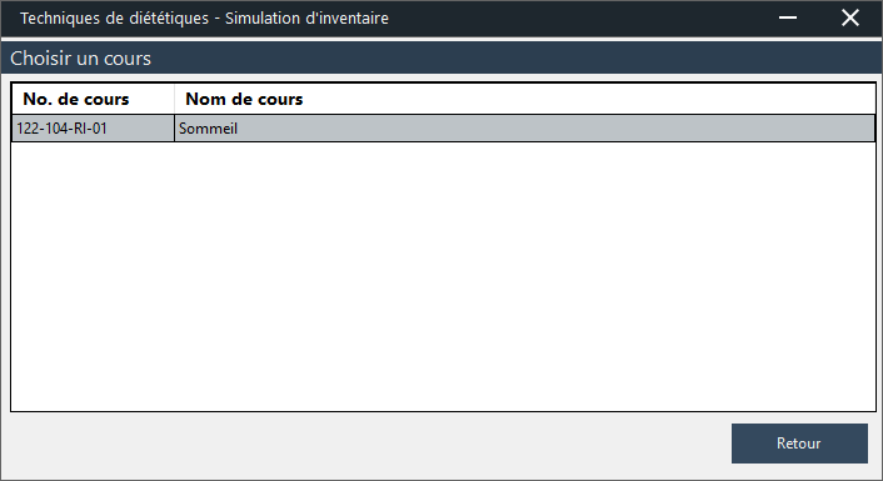 Techniques de diététiques - Simulation d'inventaire
Choisir un cours
No. de cours Nom de cours
122-104-RI-01 Sommeil
Retour